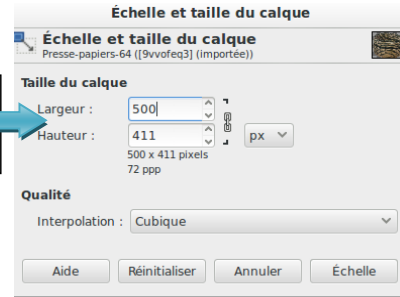 Échelle et taille du calque
Échelle et taille du calque
Presse-papiers-64 ([9vvofeq3] (importée))
Taille du calque
Largeur : 500
Hauteur : 411 px
500 x 411 pixels
72 ppp
Qualité
Interpolation : Cubique
Aide Réinitialiser Annuler Échelle